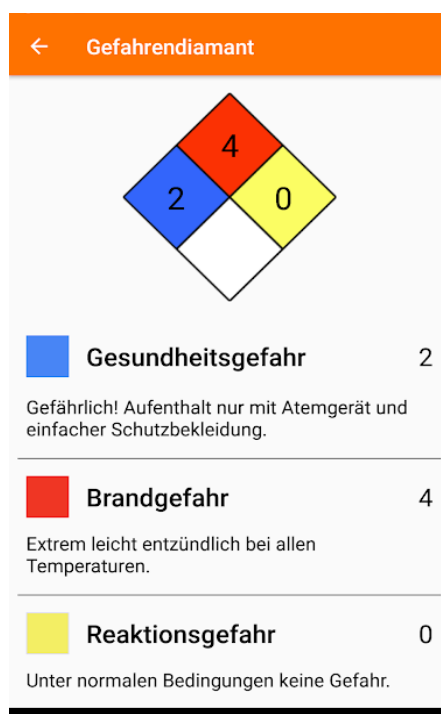 Gefahrendiamant
4
2
0
Gesundheitsgefahr 2
Gefährlich! Aufenthalt nur mit Atemgerät und
einfacher Schutzbekleidung.
Brandgefahr 4
Extrem leicht entzündlich bei allen
Temperaturen.
Reaktionsgefahr 0
Unter normalen Bedingungen keine Gefahr.